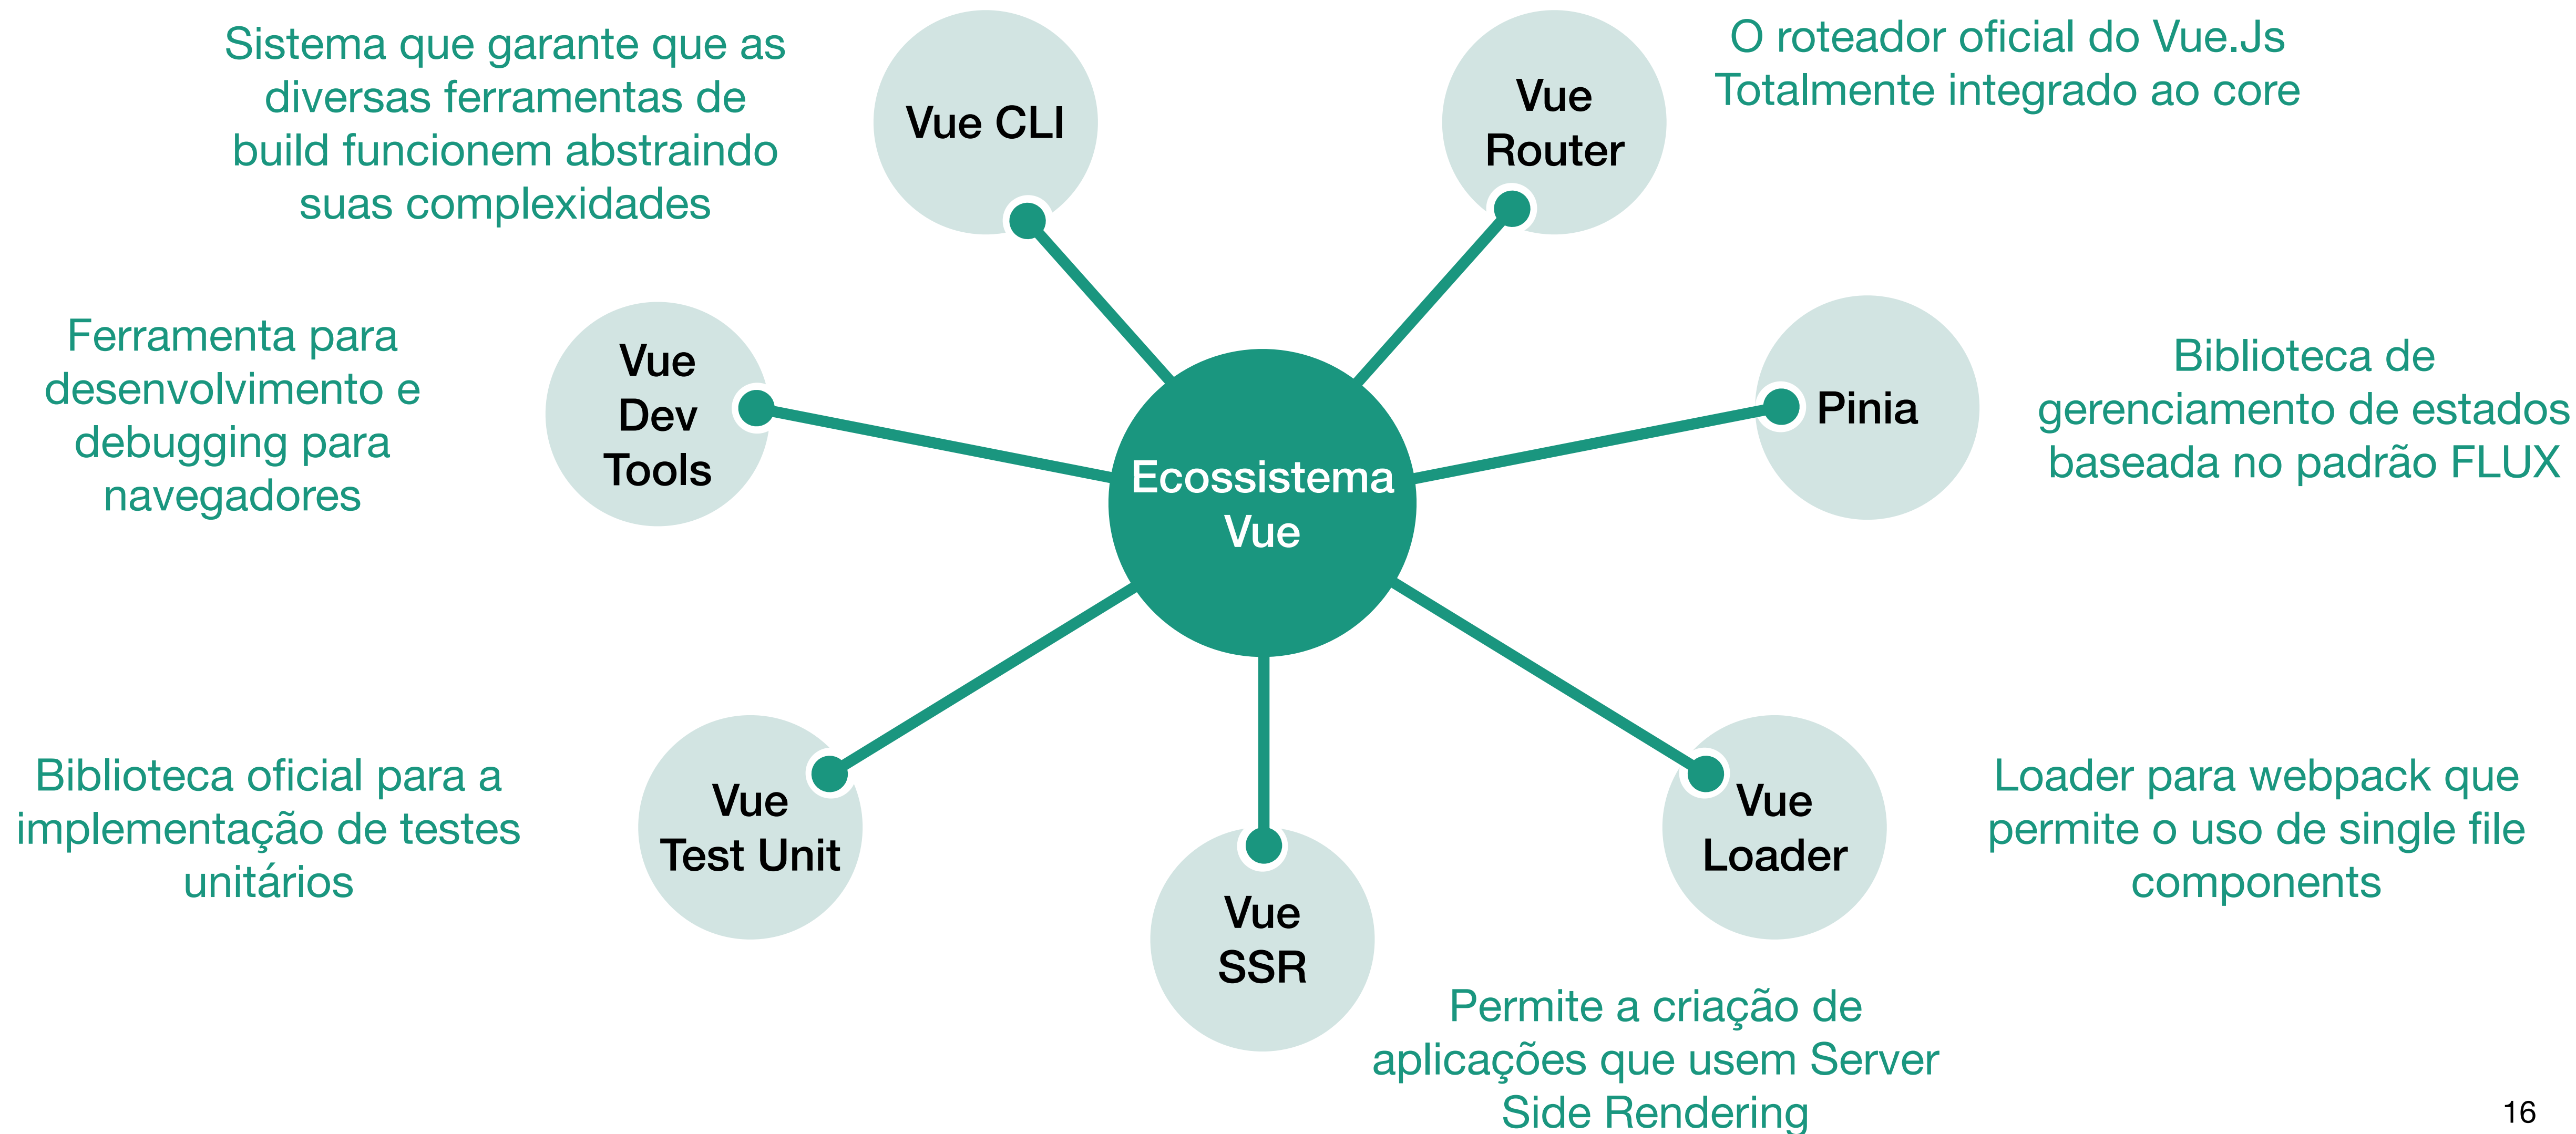 Sistema que garante que as
diversas ferramentas de
build funcionem abstraindo
suas complexidades
Vue CLI
Vue
Router
O roteador oficial do Vue.Js
Totalmente integrado ao core
Ferramenta para
desenvolvimento e
debugging para
navegadores
Vue
Dev
Tools
Ecossistema
Vue
Pinia
Biblioteca de
gerenciamento de estados
baseada no padrão FLUX
Biblioteca oficial para a
implementação de testes
unitários
Vue
Test Unit
Vue
SSR
Permite a criação de
aplicações que usem Server
Side Rendering
Vue
Loader
Loader para webpack que
permite o uso de single file
components
16